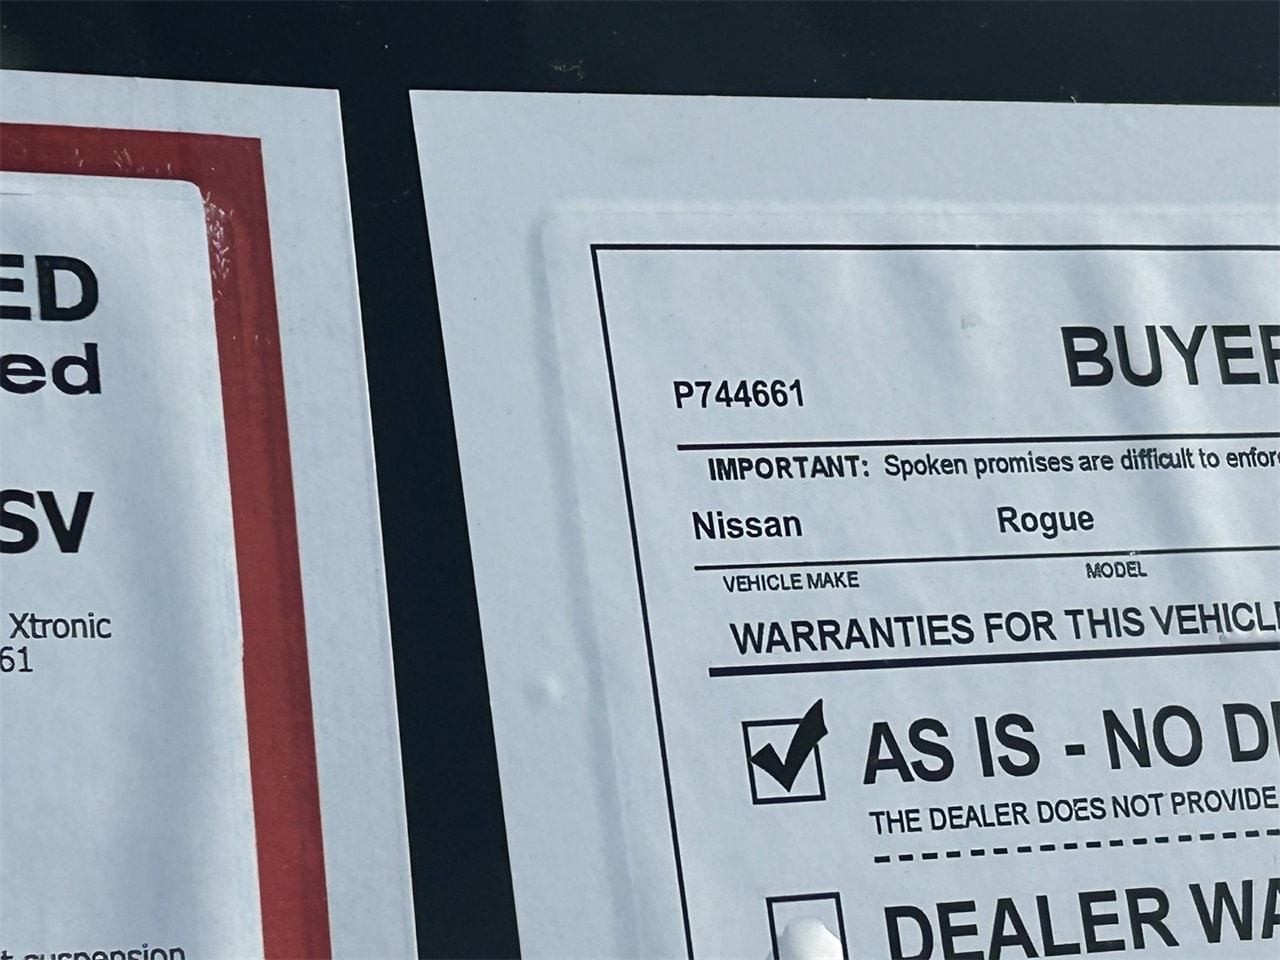 ED
ed
SV
Xtronic
61
suspension
BUYER
P744661
IMPORTANT: Spoken promises are difficult to enfor
Nissan Rogue
VEHICLE MAKE MODEL
WARRANTIES FOR THIS VEHICL
AS IS - NO D
THE DEALER DOES NOT PROVIDE
DEALER WA